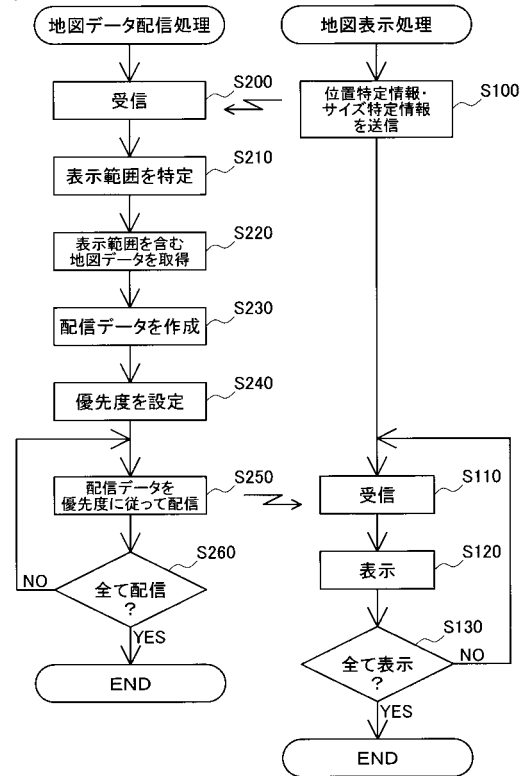 地図データ配信処理
受信
S200
表示範囲を特定
S210
表示範囲を含む
地図データを取得
S220
配信データを作成
S230
優先度を設定
S240
配信データを
優先度に従って配信
S250
全て配信
?
S260
NO
YES
END
地図表示処理
位置特定情報・
サイズ特定情報
を送信
S100
受信
S110
表示
S120
全て表示
?
S130
NO
YES
END